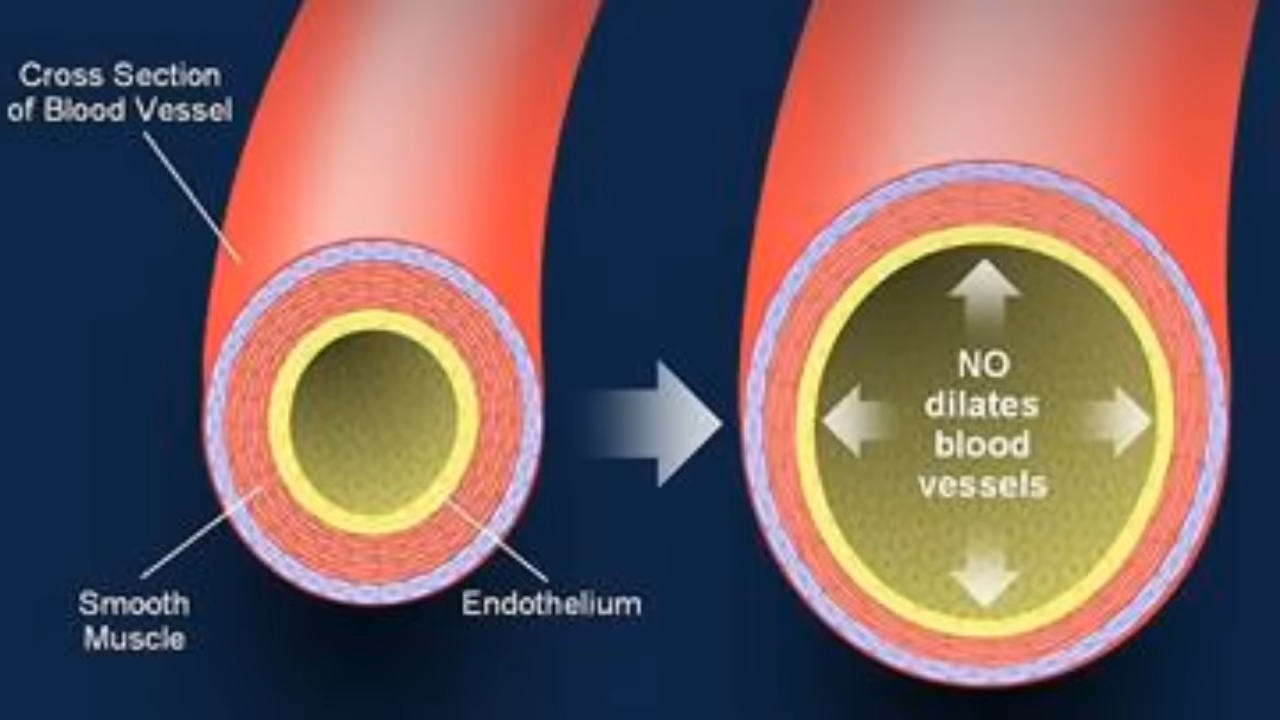 Cross Section
of Blood Vessel
Smooth
Muscle
Endothelium
NO
dilates
blood
vessels